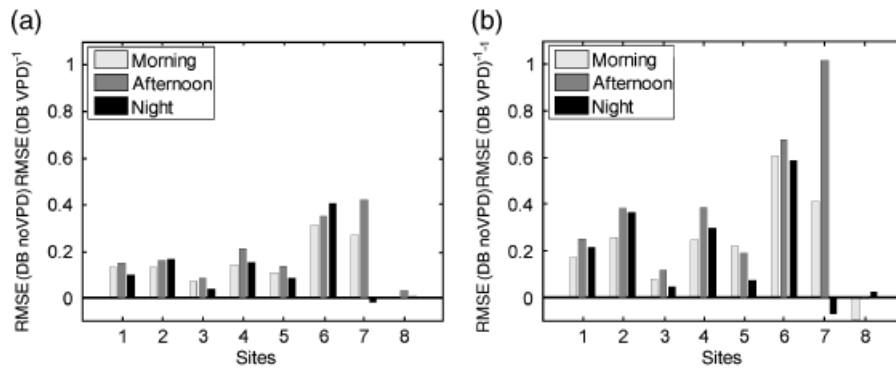 (a)
RMSE (DB noVPD) RMSE (DB VPD)⁻¹
1
0.8
0.6
0.4
0.2
0
Morning
Afternoon
Night
1 2 3 4 5 6 7 8
Sites
(b)
RMSE (DB noVPD)RMSE (DB VPD)⁻¹₋₁
1
0.8
0.6
0.4
0.2
0
Morning
Afternoon
Night
1 2 3 4 5 6 7 8
Sites